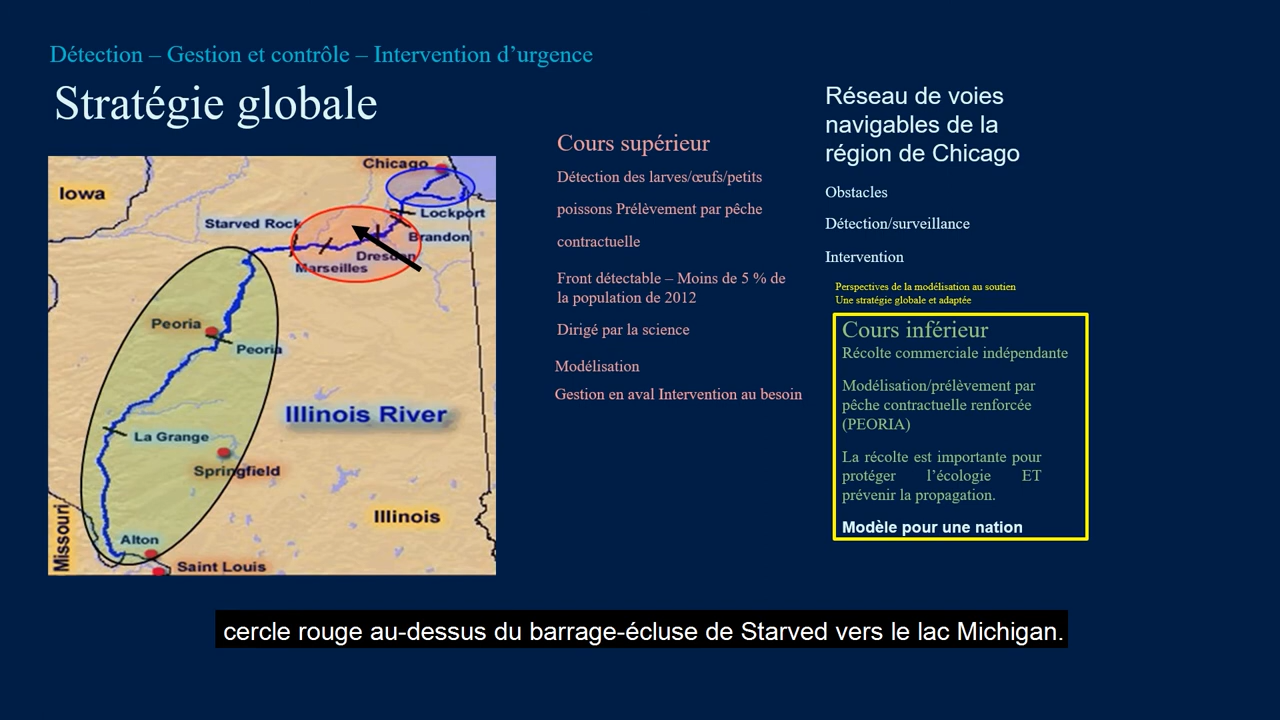 Détection – Gestion et contrôle – Intervention d’urgence
Stratégie globale
Chicago
Iowa
Lockport
Starved Rock
Brandon
Dresden
Marseilles
Peoria
Peoria
Illinois River
La Grange
Springfield
Illinois
Missouri
Alton
Saint Louis
Cours supérieur
Détection des larves/œufs/petits
poissons Prélèvement par pêche
contractuelle
Front détectable – Moins de 5 % de
la population de 2012
Dirigé par la science
Modélisation
Gestion en aval Intervention au besoin
Réseau de voies
navigables de la
région de Chicago
Obstacles
Détection/surveillance
Intervention
Perspectives de la modélisation au soutien
Une stratégie globale et adaptée
Cours inférieur
Récolte commerciale indépendante
Modélisation/prélèvement par
pêche contractuelle renforcée
(PEORIA)
La récolte est importante pour
protéger l’écologie ET
prévenir la propagation.
Modèle pour une nation
cercle rouge au-dessus du barrage-écluse de Starved vers le lac Michigan.